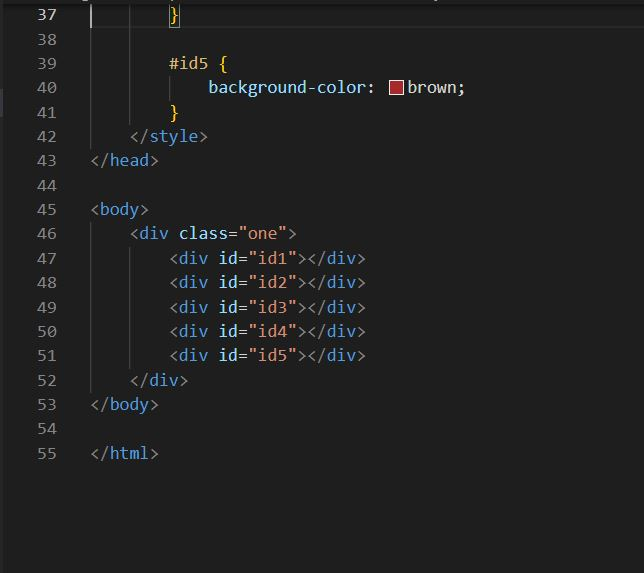 37 }
38
39 #id5 {
40 background-color: brown;
41 }
42 </style>
43 </head>
44
45 <body>
46 <div class="one">
47 <div id="id1"></div>
48 <div id="id2"></div>
49 <div id="id3"></div>
50 <div id="id4"></div>
51 <div id="id5"></div>
52 </div>
53 </body>
54
55 </html>